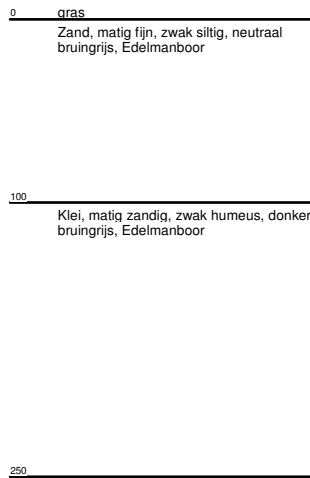 0 gras
Zand, matig fijn, zwak siltig, neutraal
bruingrijs, Edelmanboor
100
Klei, matig zandig, zwak humeus, donker
bruingrijs, Edelmanboor
250